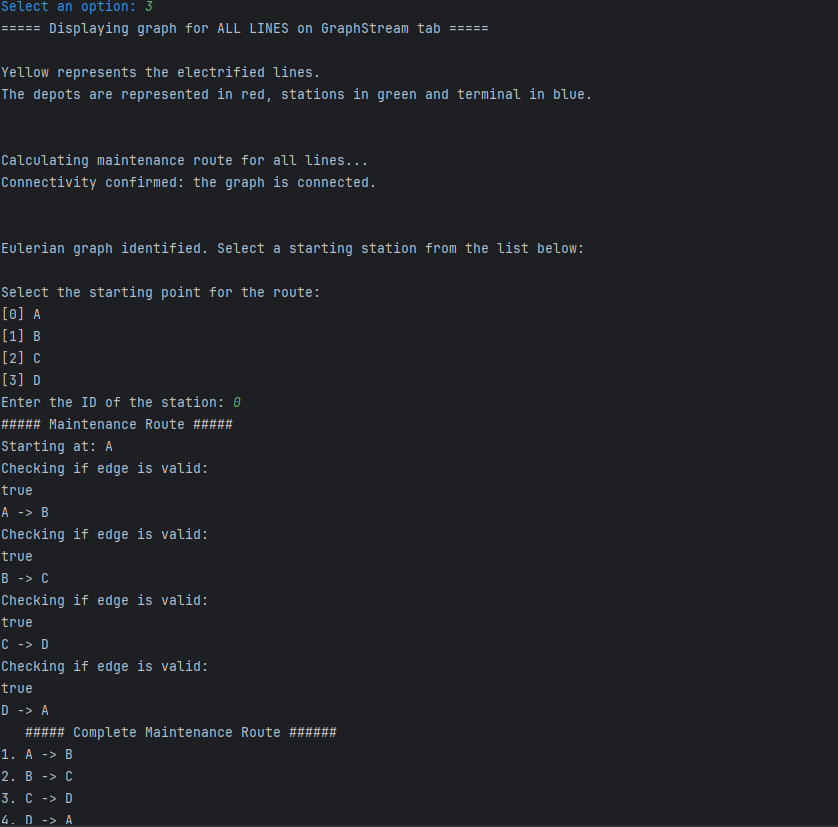 Select an option: 3
===== Displaying graph for ALL LINES on GraphStream tab =====
Yellow represents the electrified lines.
The depots are represented in red, stations in green and terminal in blue.
Calculating maintenance route for all lines...
Connectivity confirmed: the graph is connected.
Eulerian graph identified. Select a starting station from the list below:
Select the starting point for the route:
[0] A
[1] B
[2] C
[3] D
Enter the ID of the station: 0
##### Maintenance Route #####
Starting at: A
Checking if edge is valid:
true
A -> B
Checking if edge is valid:
true
B -> C
Checking if edge is valid:
true
C -> D
Checking if edge is valid:
true
D -> A
##### Complete Maintenance Route ######
1. A -> B
2. B -> C
3. C -> D
4. D -> A